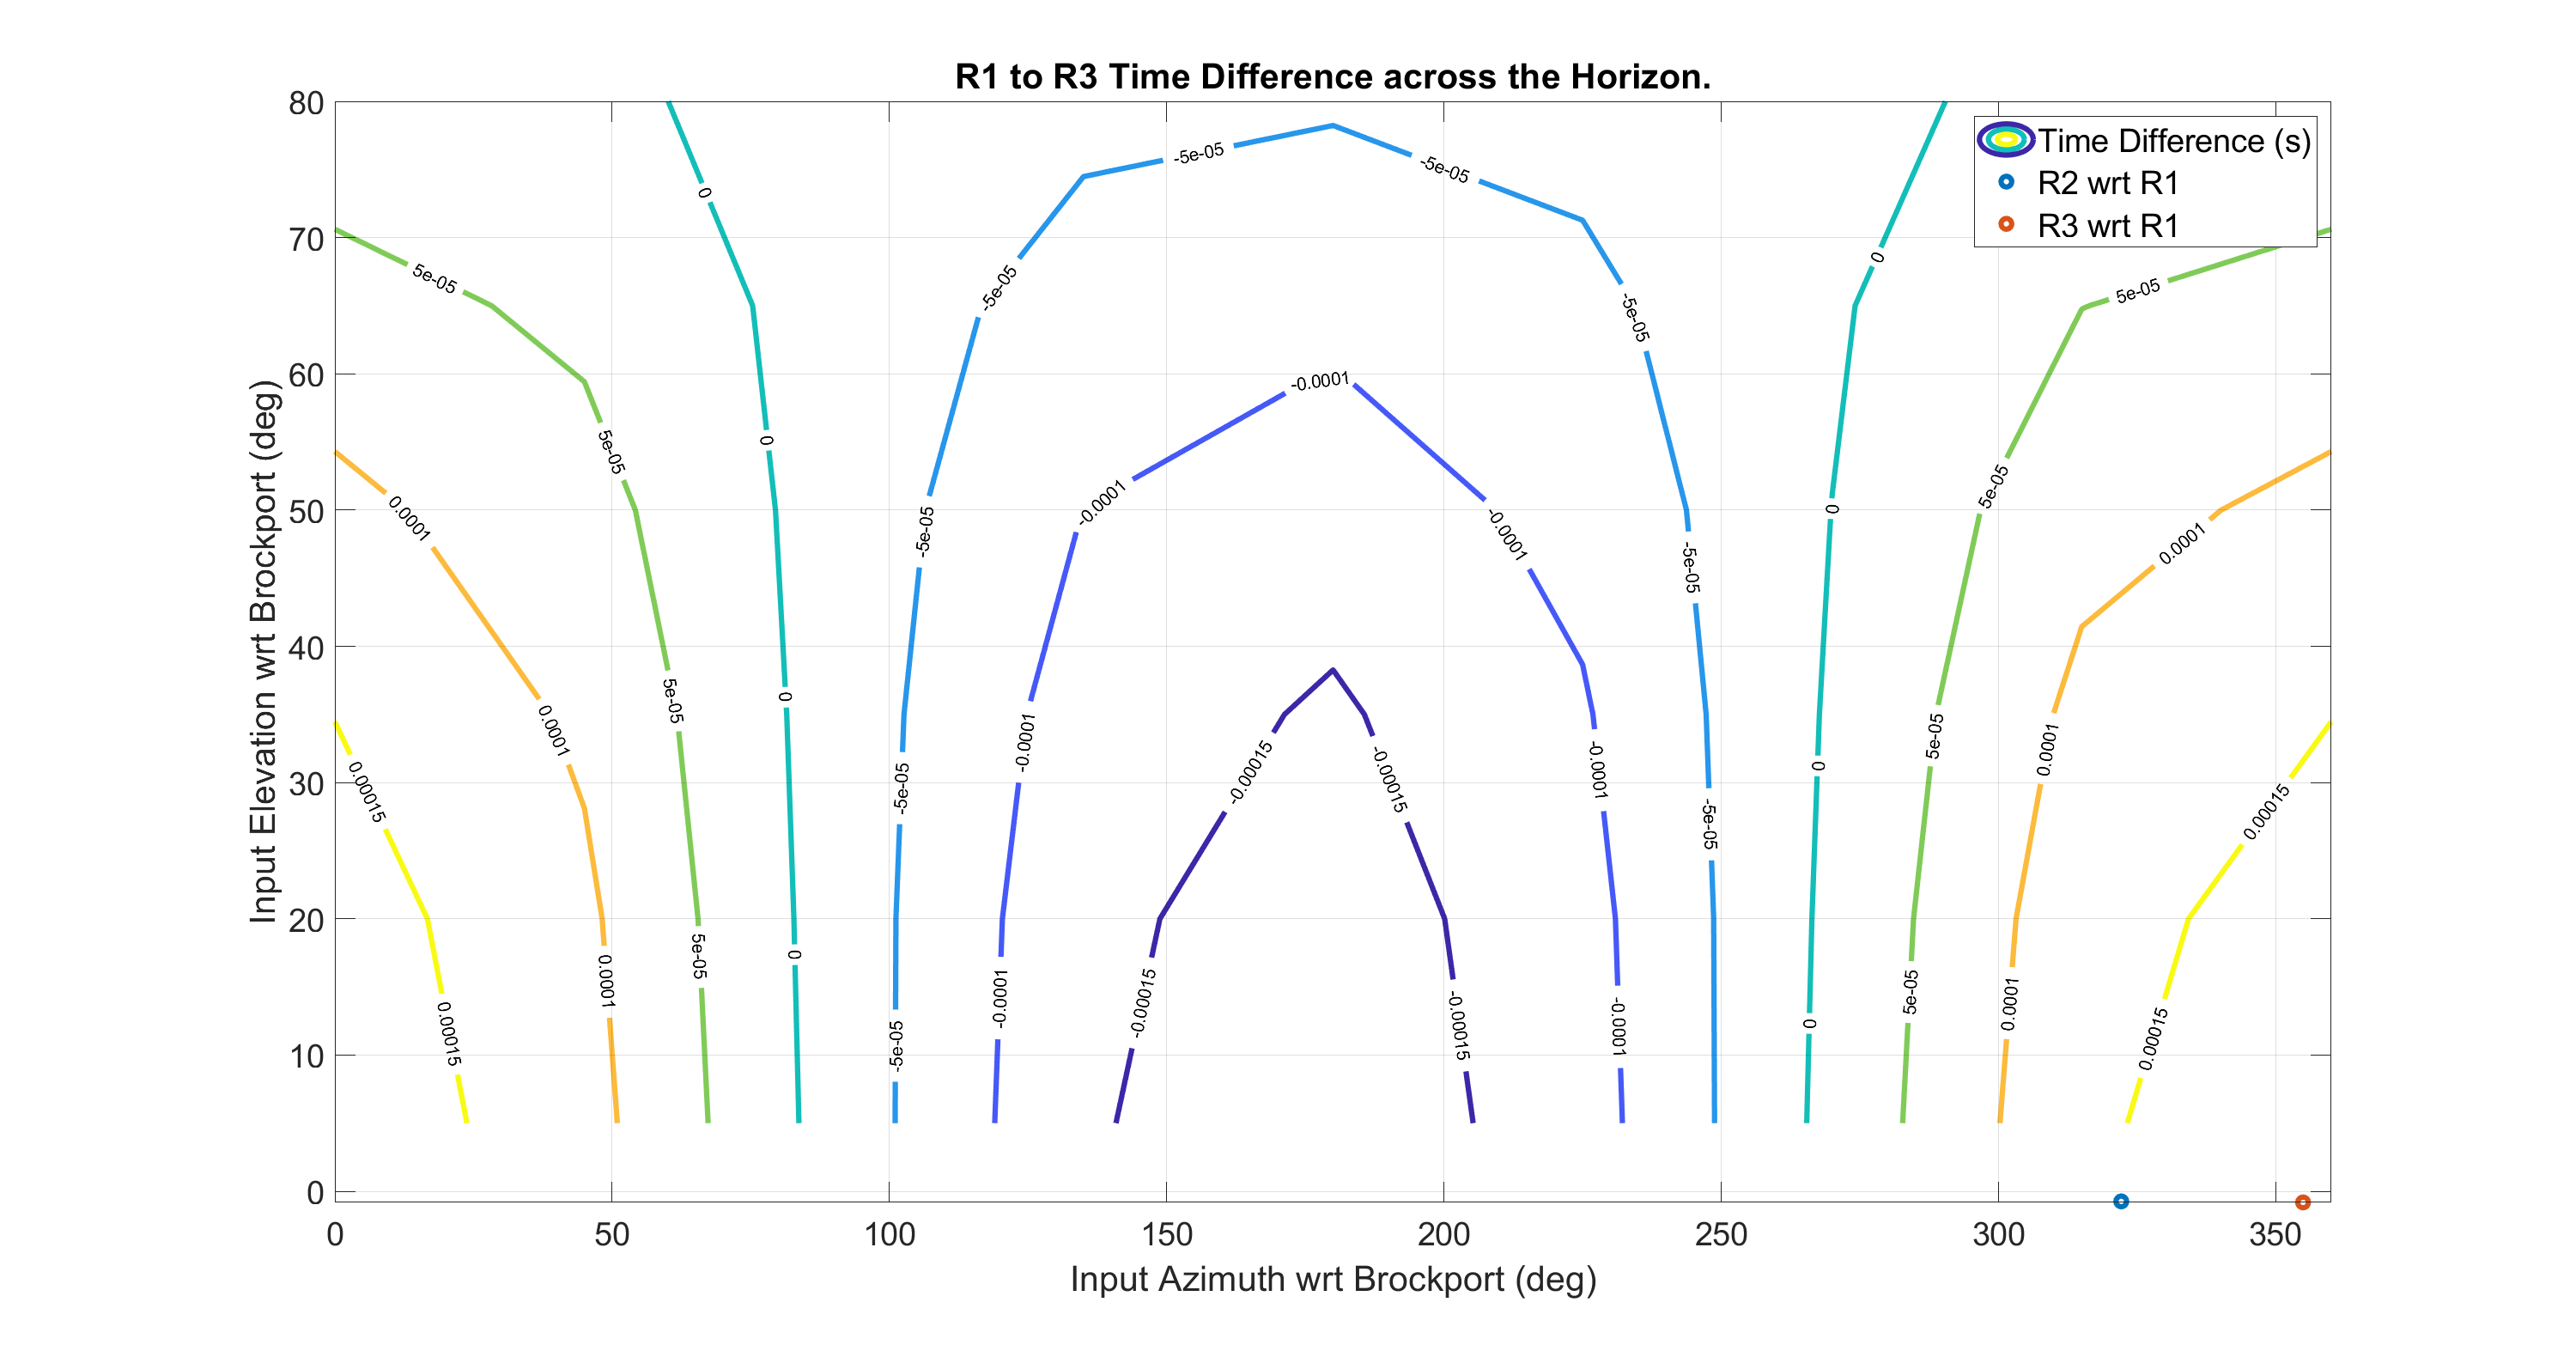 R1 to R3 Time Difference across the Horizon.
Time Difference (s)
R2 wrt R1
R3 wrt R1
Input Elevation wrt Brockport (deg)
80
70
60
50
40
30
20
10
0
0
50
100
150
200
250
300
350
Input Azimuth wrt Brockport (deg)
5e-05
5e-05
5e-05
5e-05
0.0001
0.0001
0.0001
0.00015
0.00015
0
0
0
0
-5e-05
-5e-05
-5e-05
-5e-05
-5e-05
-5e-05
-5e-05
-5e-05
-5e-05
-0.0001
-0.0001
-0.0001
-0.0001
-0.0001
-0.0001
-0.0001
-0.00015
-0.00015
-0.00015
-0.00015
0
0
0
0
5e-05
5e-05
5e-05
5e-05
0.0001
0.0001
0.0001
0.00015
0.00015